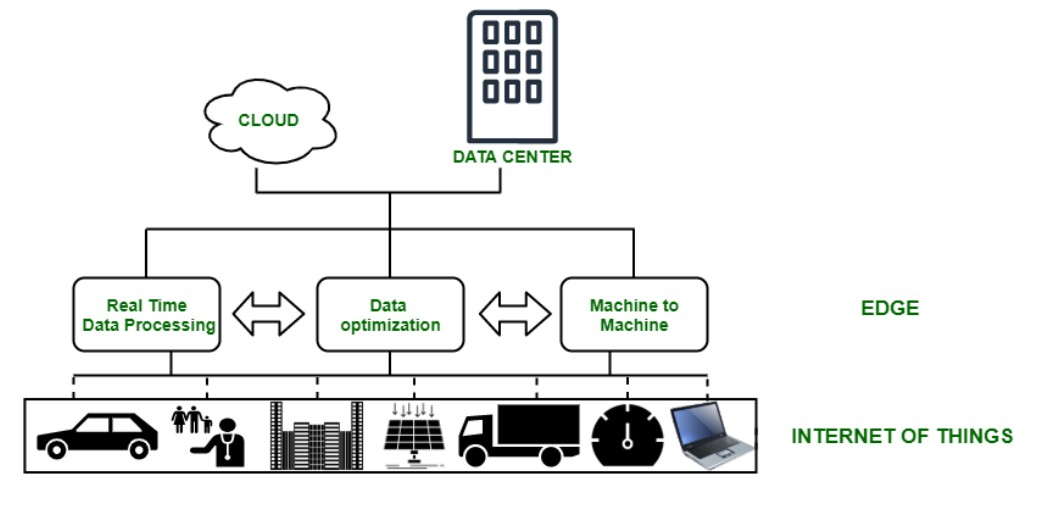 CLOUD
DATA CENTER
Real Time
Data Processing
Data
optimization
Machine to
Machine
EDGE
INTERNET OF THINGS